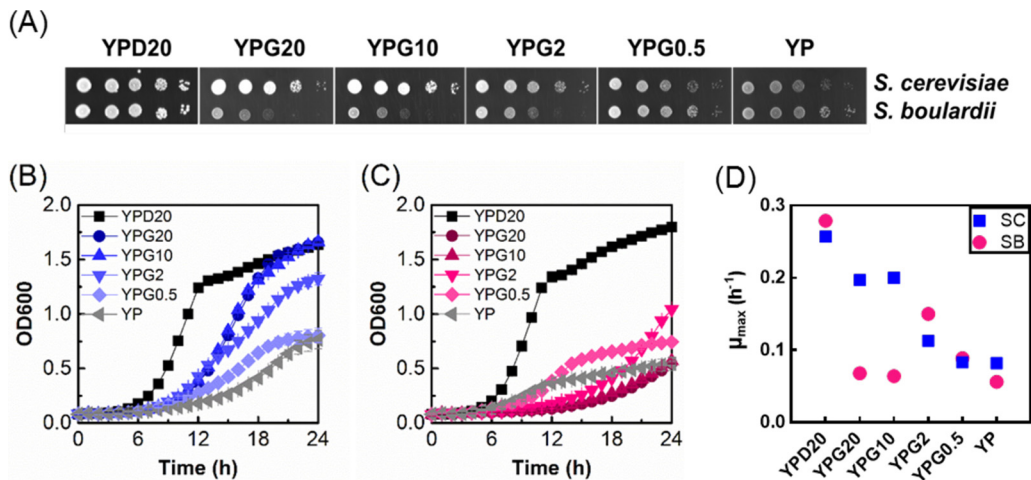 (A)
YPD20 YPG20 YPG10 YPG2 YPG0.5 YP
S. cerevisiae
S. boulardii
(B)
2.0
1.5
1.0
0.5
0.0
OD600
YPD20
YPG20
YPG10
YPG2
YPG0.5
YP
0 6 12 18 24
Time (h)
(C)
2.0
1.5
1.0
0.5
0.0
OD600
YPD20
YPG20
YPG10
YPG2
YPG0.5
YP
0 6 12 18 24
Time (h)
(D)
0.3
0.2
0.1
0.0
μmax (h-1)
SC
SB
YPD20 YPG20 YPG10 YPG2 YPG0.5 YP